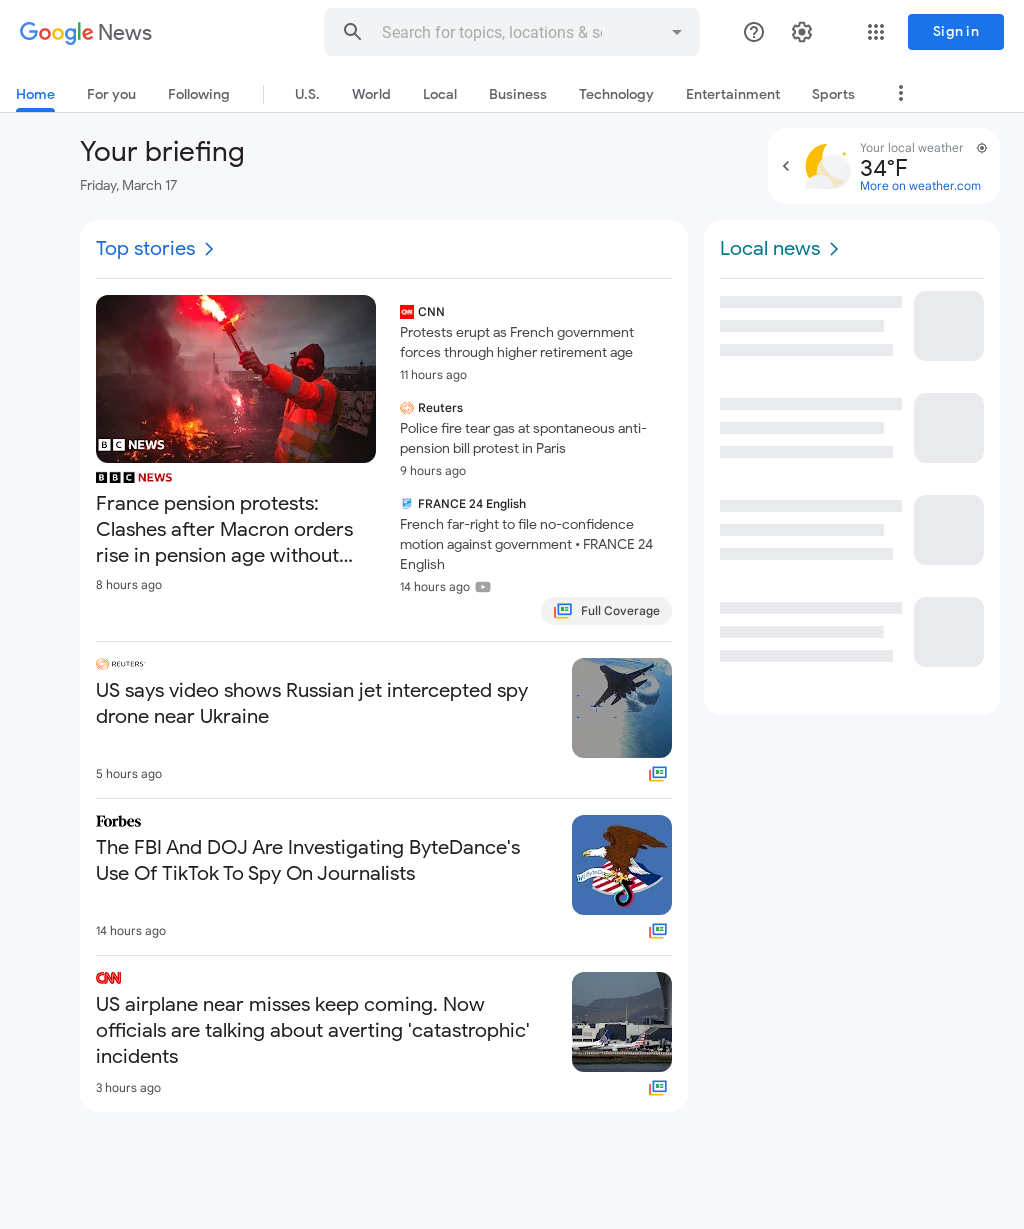 Google News
Search for topics, locations & so
Sign in
Home
For you
Following
U.S.
World
Local
Business
Technology
Entertainment
Sports
Your briefing
Friday, March 17
Your local weather
34°F
More on weather.com
Top stories
Local news
B C NEWS
BBC NEWS
France pension protests:
Clashes after Macron orders
rise in pension age without...
8 hours ago
CNN
CNN
Protests erupt as French government
forces through higher retirement age
11 hours ago
Reuters
Police fire tear gas at spontaneous anti-
pension bill protest in Paris
9 hours ago
FRANCE 24 English
French far-right to file no-confidence
motion against government • FRANCE 24
English
14 hours ago
Full Coverage
REUTERS
US says video shows Russian jet intercepted spy
drone near Ukraine
5 hours ago
Forbes
The FBI And DOJ Are Investigating ByteDance's
Use Of TikTok To Spy On Journalists
14 hours ago
CNN
US airplane near misses keep coming. Now
officials are talking about averting 'catastrophic'
incidents
3 hours ago